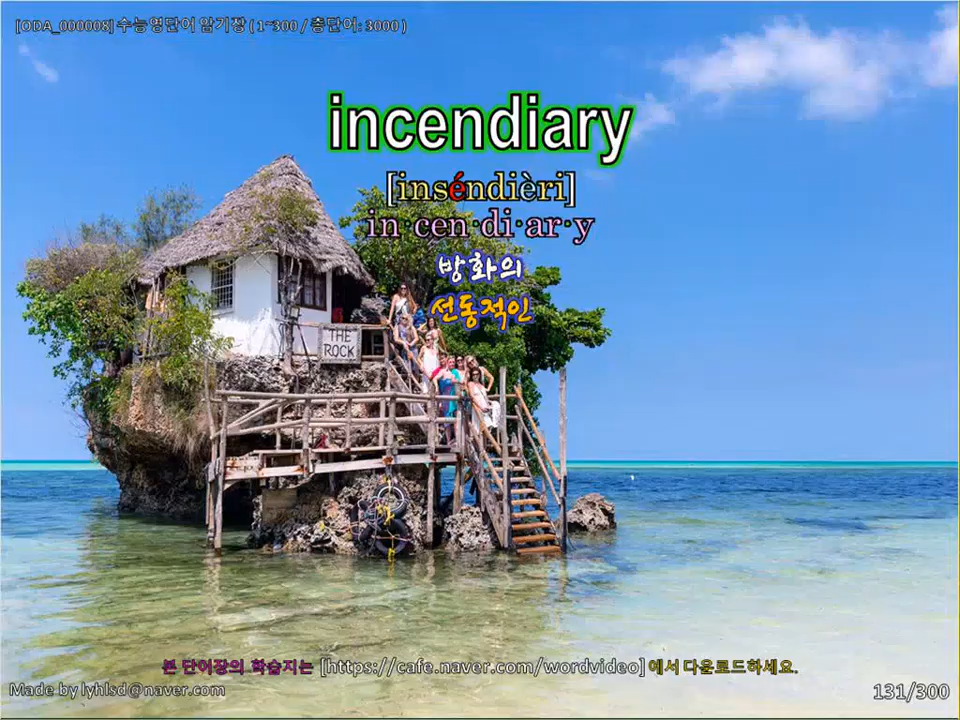 [ODA_000008] 수능영단어 암기장 ( 1~300 / 총단어: 3000 )
incendiary
[inséndièri]
in·cen·di·ar·y
방화의
선동적인
THE
ROCK
본 단어장의 학습지는 [https://cafe.naver.com/wordvideo]에서 다운로드하세요.
Made by lyhlsd@naver.com
131/300